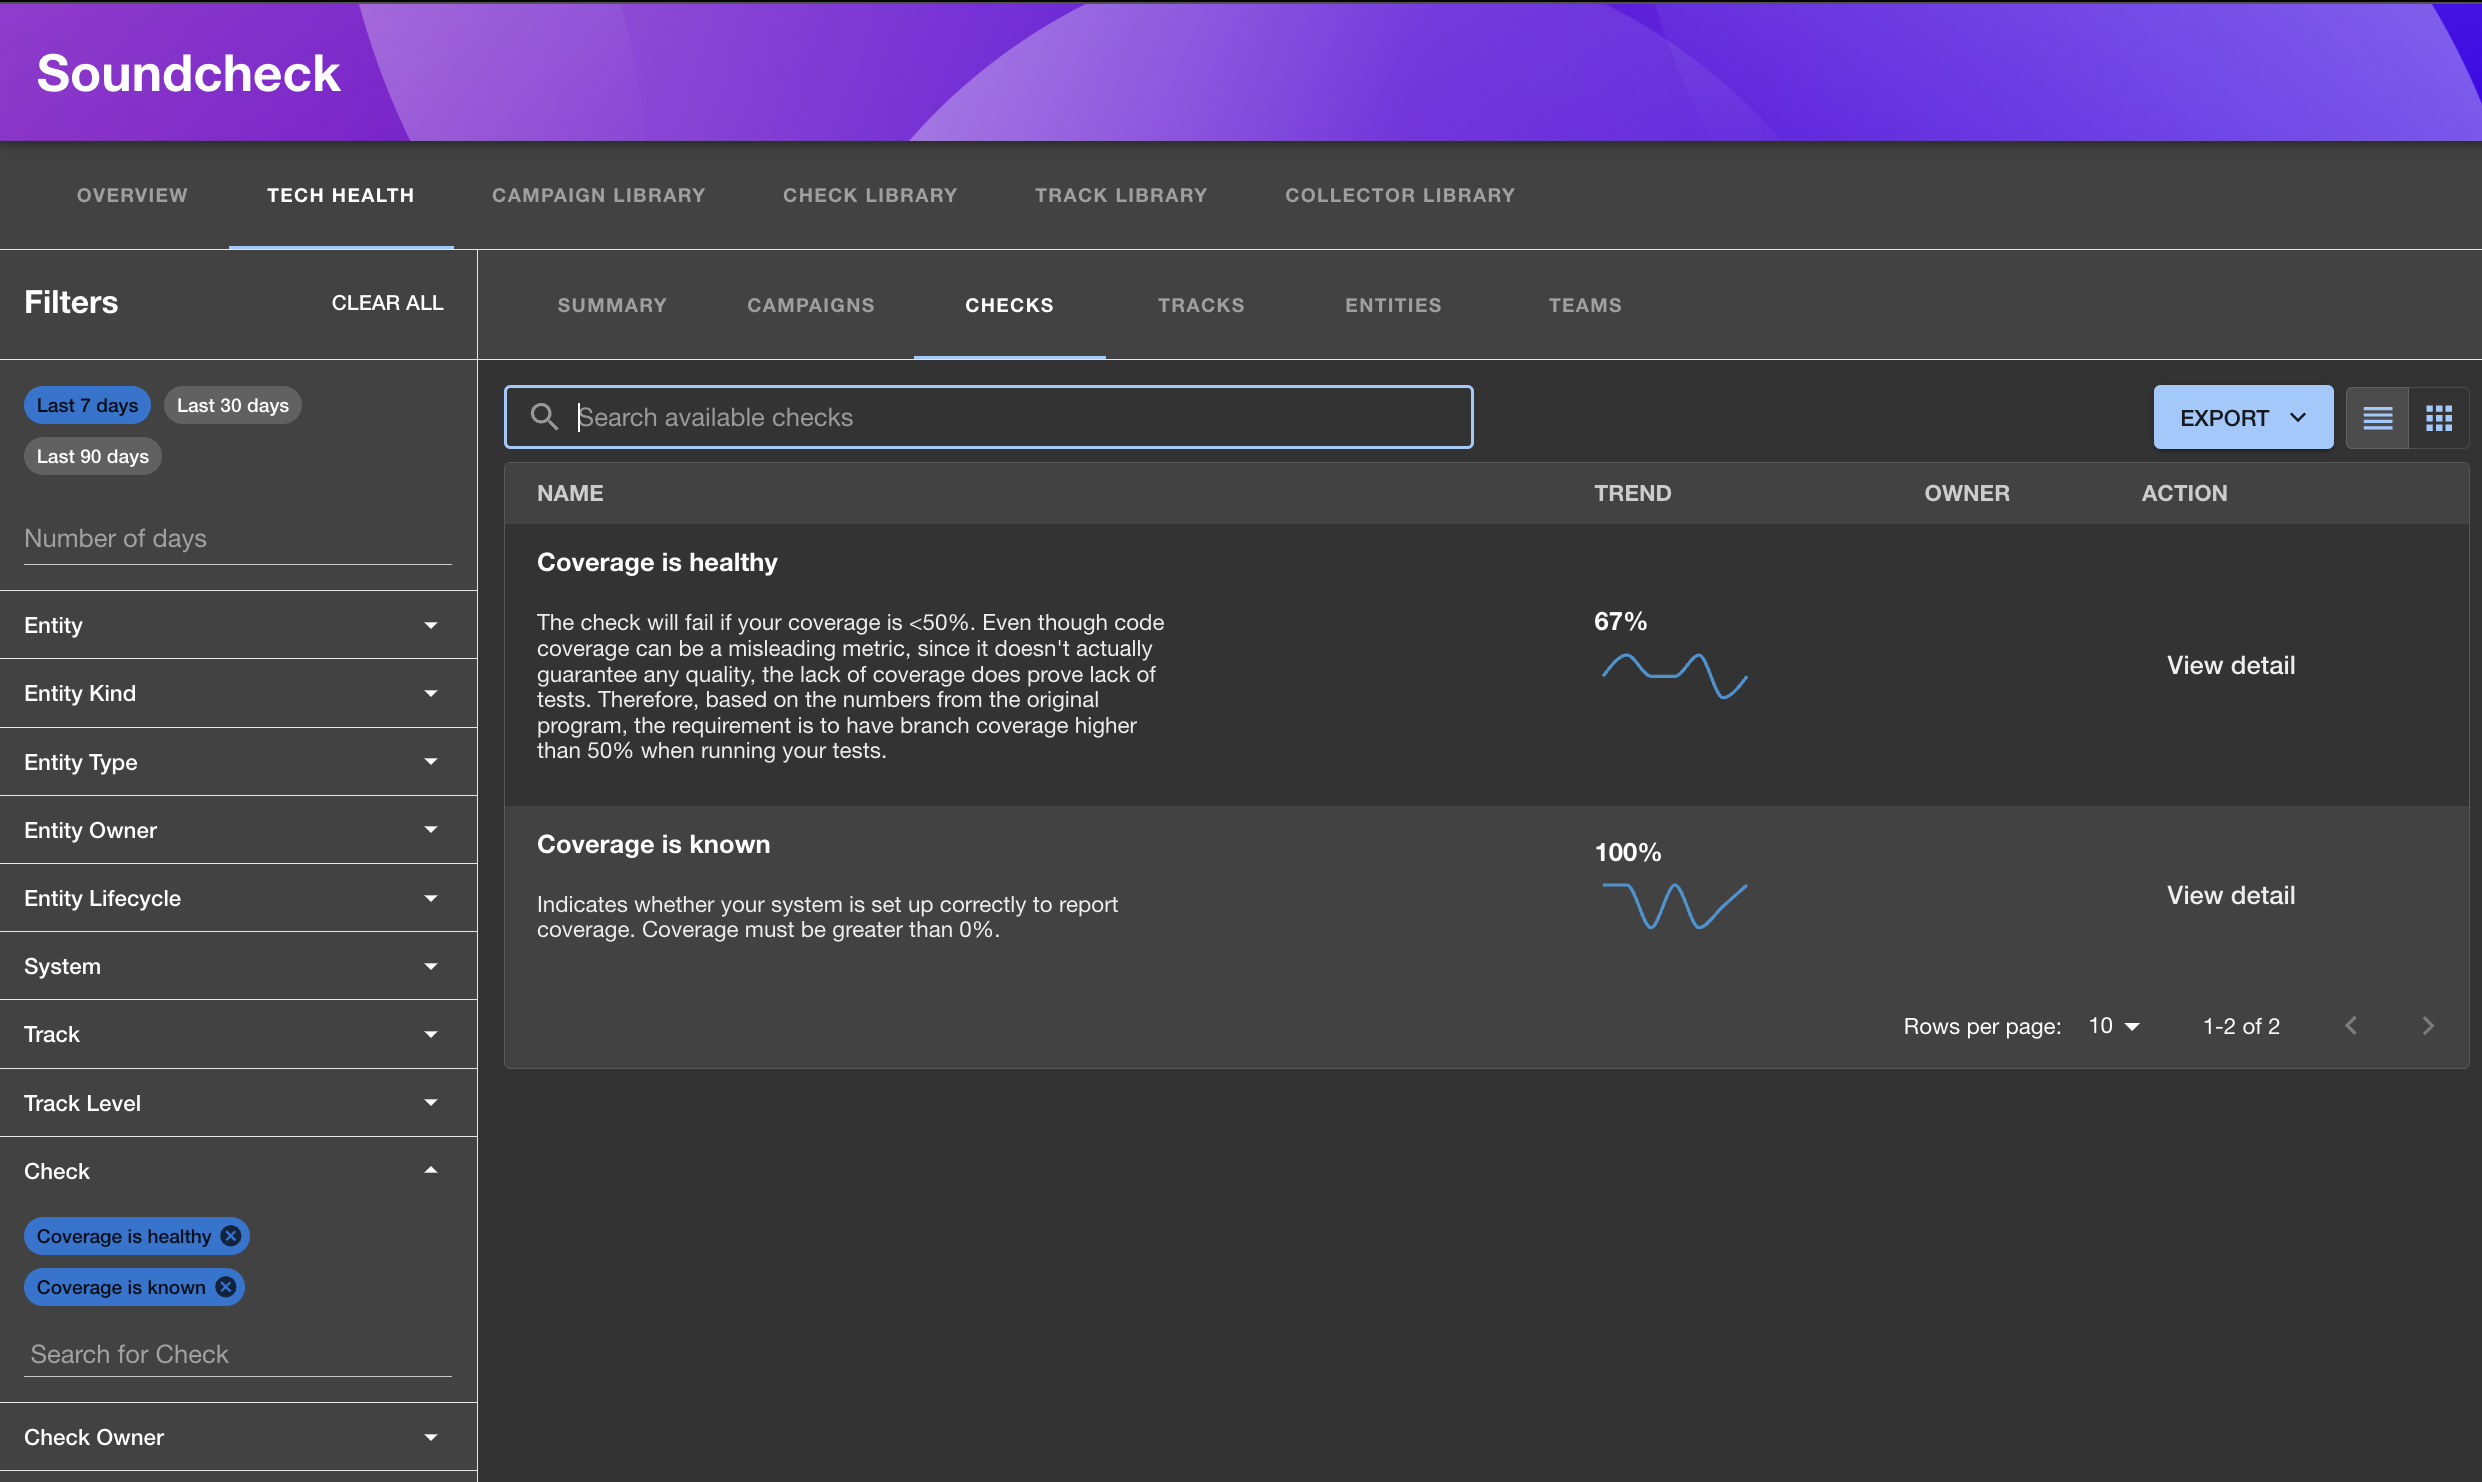 Soundcheck
OVERVIEW TECH HEALTH CAMPAIGN LIBRARY CHECK LIBRARY TRACK LIBRARY COLLECTOR LIBRARY
Filters CLEAR ALL
SUMMARY CAMPAIGNS CHECKS TRACKS ENTITIES TEAMS
Last 7 days Last 30 days
Last 90 days
Number of days
Entity
Entity Kind
Entity Type
Entity Owner
Entity Lifecycle
System
Track
Track Level
Check
Coverage is healthy
Coverage is known
Search for Check
Check Owner
Search available checks
EXPORT
NAME TREND OWNER ACTION
Coverage is healthy
The check will fail if your coverage is <50%. Even though code
coverage can be a misleading metric, since it doesn't actually
guarantee any quality, the lack of coverage does prove lack of
tests. Therefore, based on the numbers from the original
program, the requirement is to have branch coverage higher
than 50% when running your tests.
67%
View detail
Coverage is known
Indicates whether your system is set up correctly to report
coverage. Coverage must be greater than 0%.
100%
View detail
Rows per page: 10 1-2 of 2